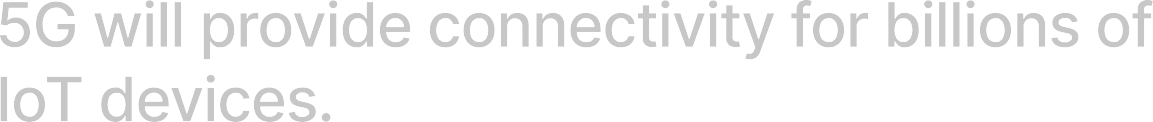 5G will provide connectivity for billions of
IoT devices.